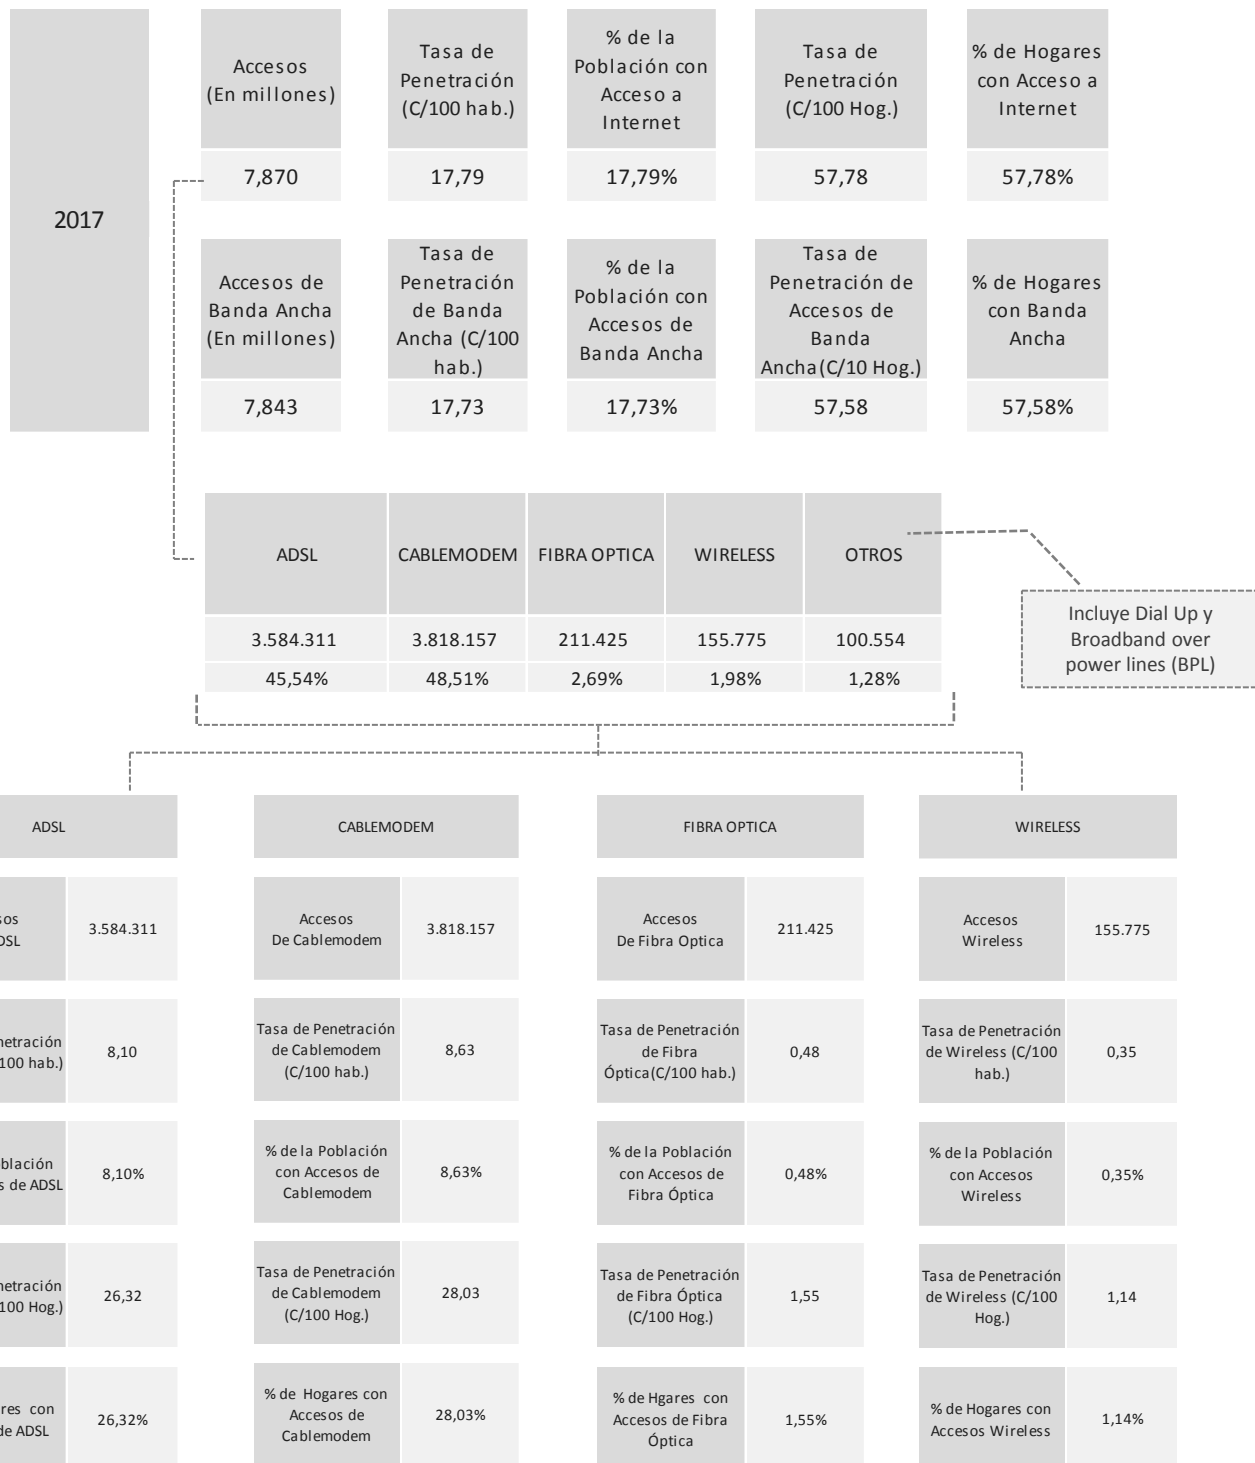 2017
Accesos
(En millones)
7,870
Tasa de
Penetración
(C/100 hab.)
17,79
% de la
Población con
Acceso a
Internet
17,79%
Tasa de
Penetración
(C/100 Hog.)
57,78
% de Hogares
con Acceso a
Internet
57,78%
Accesos de
Banda Ancha
(En millones)
7,843
Tasa de
Penetración
de Banda
Ancha (C/100
hab.)
17,73
% de la
Población con
Accesos de
Banda Ancha
17,73%
Tasa de
Penetración de
Accesos de
Banda
Ancha(C/10 Hog.)
57,58
% de Hogares
con Banda
Ancha
57,58%
ADSL
CABLEMODEM
FIBRA OPTICA
WIRELESS
OTROS
3.584.311
3.818.157
211.425
155.775
100.554
45,54%
48,51%
2,69%
1,98%
1,28%
Incluye Dial Up y
Broadband over
power lines (BPL)
ADSL
3.584.311
100 hab.)
8,10
s de ADSL
8,10%
100 Hog.)
26,32
con
de ADSL
26,32%
CABLEMODEM
Accesos
De Cablemodem
3.818.157
Tasa de Penetración
de Cablemodem
(C/100 hab.)
8,63
% de la Población
con Accesos de
Cablemodem
8,63%
Tasa de Penetración
de Cablemodem
(C/100 Hog.)
28,03
% de Hogares con
Accesos de
Cablemodem
28,03%
FIBRA OPTICA
Accesos
De Fibra Optica
211.425
Tasa de Penetración
de Fibra
Óptica(C/100 hab.)
0,48
% de la Población
con Accesos de
Fibra Óptica
0,48%
Tasa de Penetración
de Fibra Óptica
(C/100 Hog.)
1,55
% de Hgares con
Accesos de Fibra
Óptica
1,55%
WIRELESS
Accesos
Wireless
155.775
Tasa de Penetración
de Wireless (C/100
hab.)
0,35
% de la Población
con Accesos
Wireless
0,35%
Tasa de Penetración
de Wireless (C/100
Hog.)
1,14
% de Hogares con
Accesos Wireless
1,14%